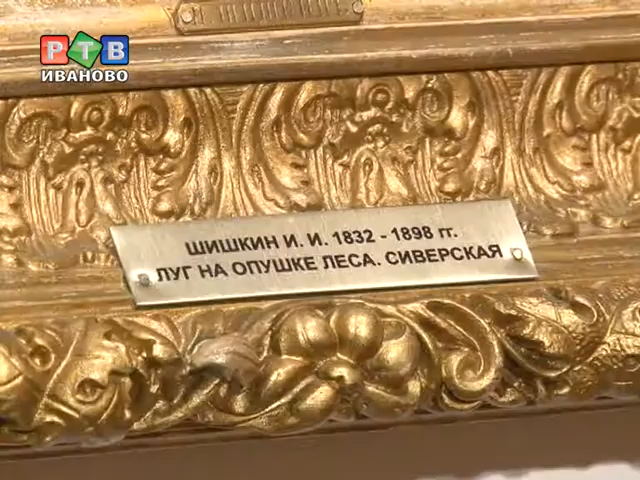 РТВ
ИВАНОВО
ШИШКИН И. И. 1832 - 1898 гг.
ЛУГ НА ОПУШКЕ ЛЕСА. СИВЕРСКАЯ